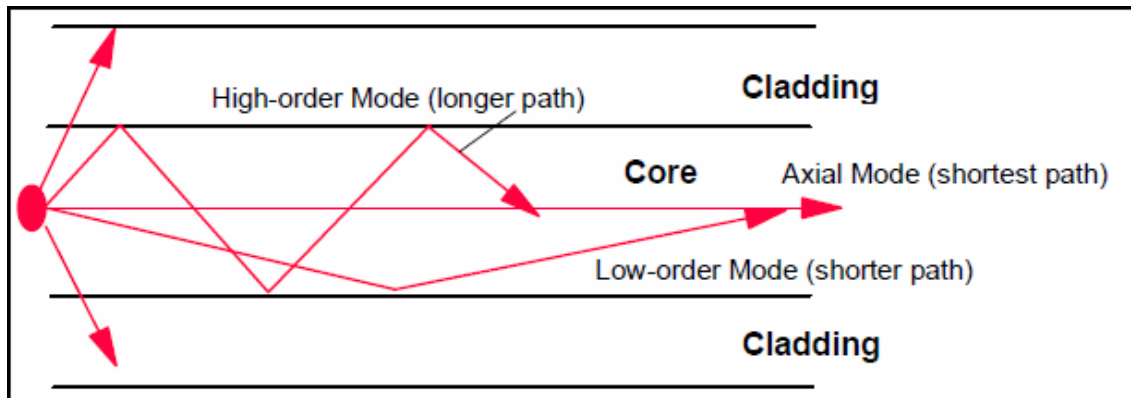 Cladding
High-order Mode (longer path)
Core
Axial Mode (shortest path)
Low-order Mode (shorter path)
Cladding